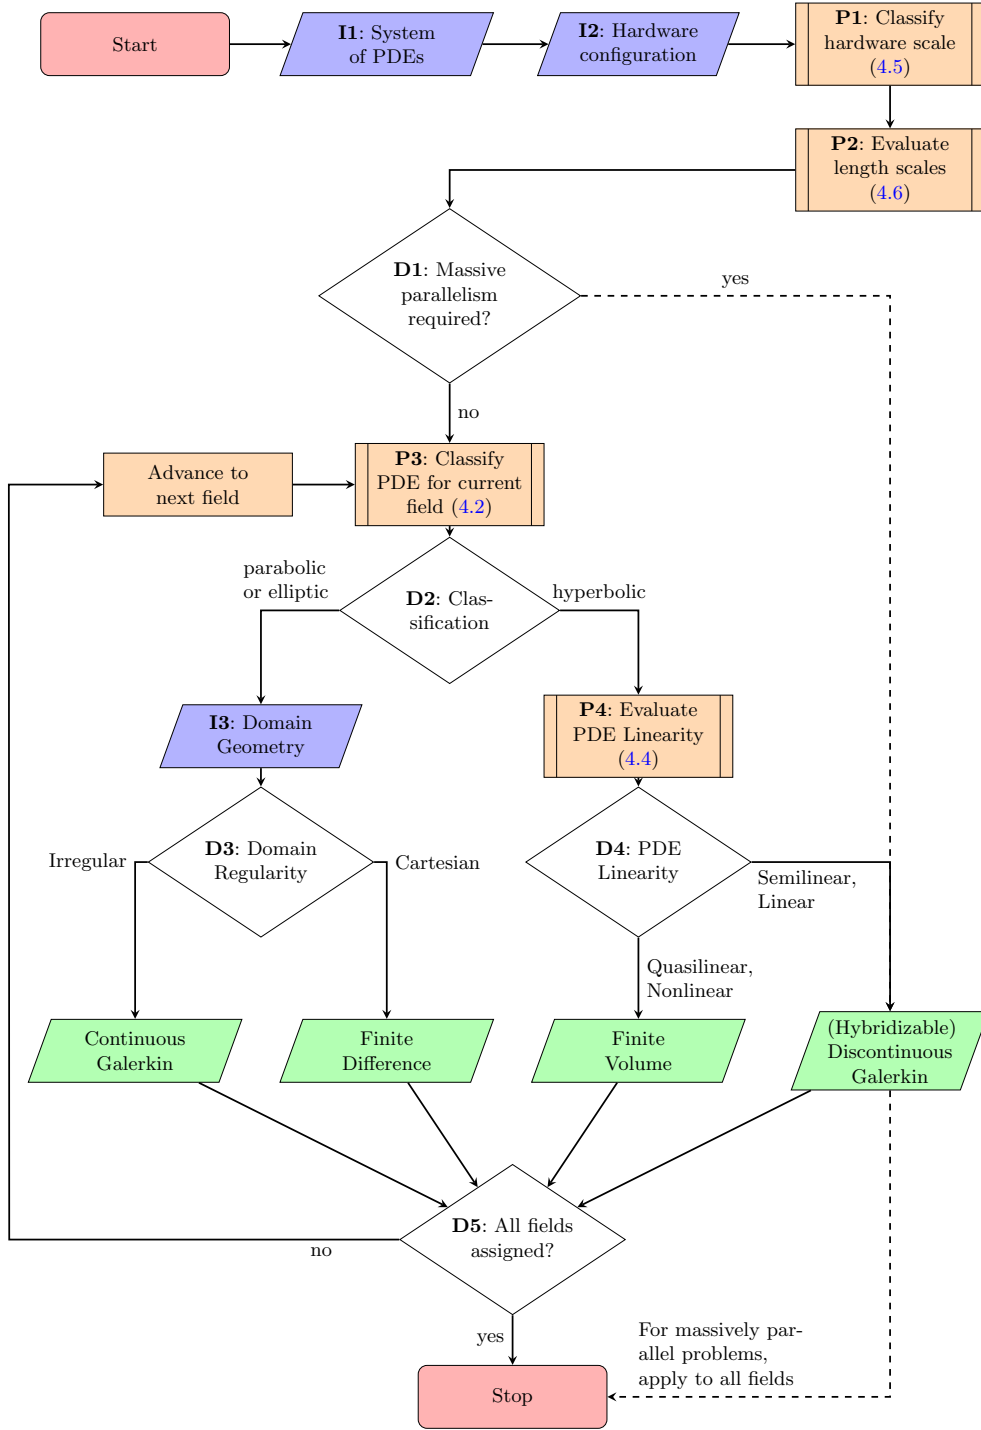 Start
I1: System
of PDEs
I2: Hardware
configuration
P1: Classify
hardware scale
(4.5)
P2: Evaluate
length scales
(4.6)
D1: Massive
parallelism
required?
yes
no
Advance to
next field
P3: Classify
PDE for current
field (4.2)
parabolic
or elliptic
D2: Clas-
sification
hyperbolic
I3: Domain
Geometry
P4: Evaluate
PDE Linearity
(4.4)
Irregular
D3: Domain
Regularity
Cartesian
D4: PDE
Linearity
Semilinear,
Linear
Quasilinear,
Nonlinear
Continuous
Galerkin
Finite
Difference
Finite
Volume
(Hybridizable)
Discontinuous
Galerkin
D5: All fields
assigned?
no
yes
For massively par-
allel problems,
apply to all fields
Stop